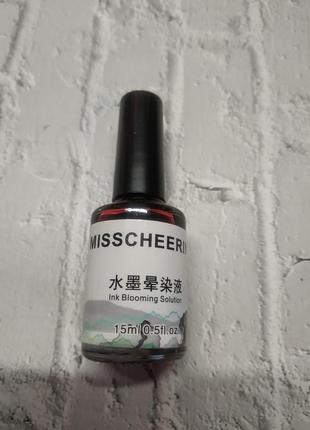 MISSCHEERI
水墨晕染液
Ink Blooming Solution
15ml 0.5fl.oz